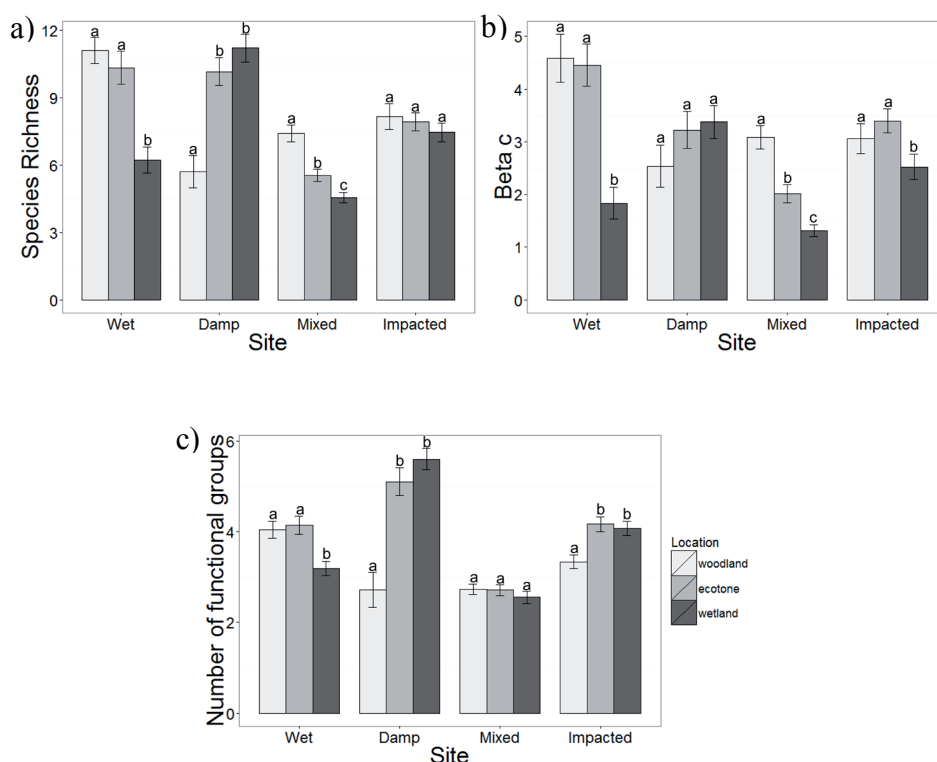 a)
Species Richness
12
9
6
3
0
a a b
a b b
a b c
a a a
Wet Damp Mixed Impacted
Site
b)
Beta c
5
4
3
2
1
0
a a b
a a a
a b c
a a b
Wet Damp Mixed Impacted
Site
c)
Number of functional groups
6
4
2
0
a a b
a b b
a a a
a b b
Wet Damp Mixed Impacted
Site
Location
woodland
ecotone
wetland